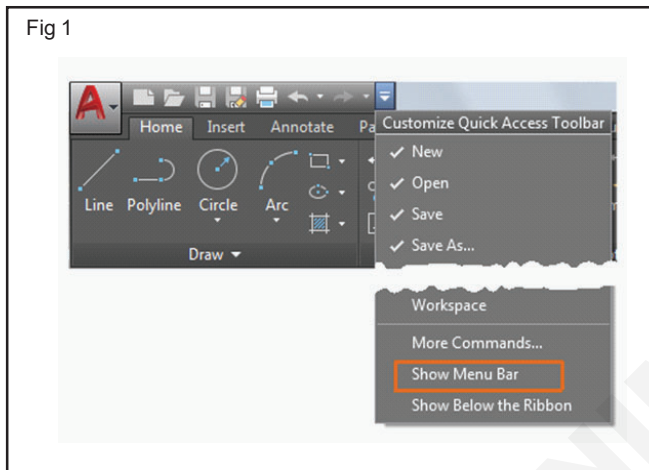 Fig 1
Customize Quick Access Toolbar
Home Insert Annotate Pa
New
Open
Line Polyline Circle Arc
Save
Save As...
Draw
Workspace
More Commands...
Show Menu Bar
Show Below the Ribbon